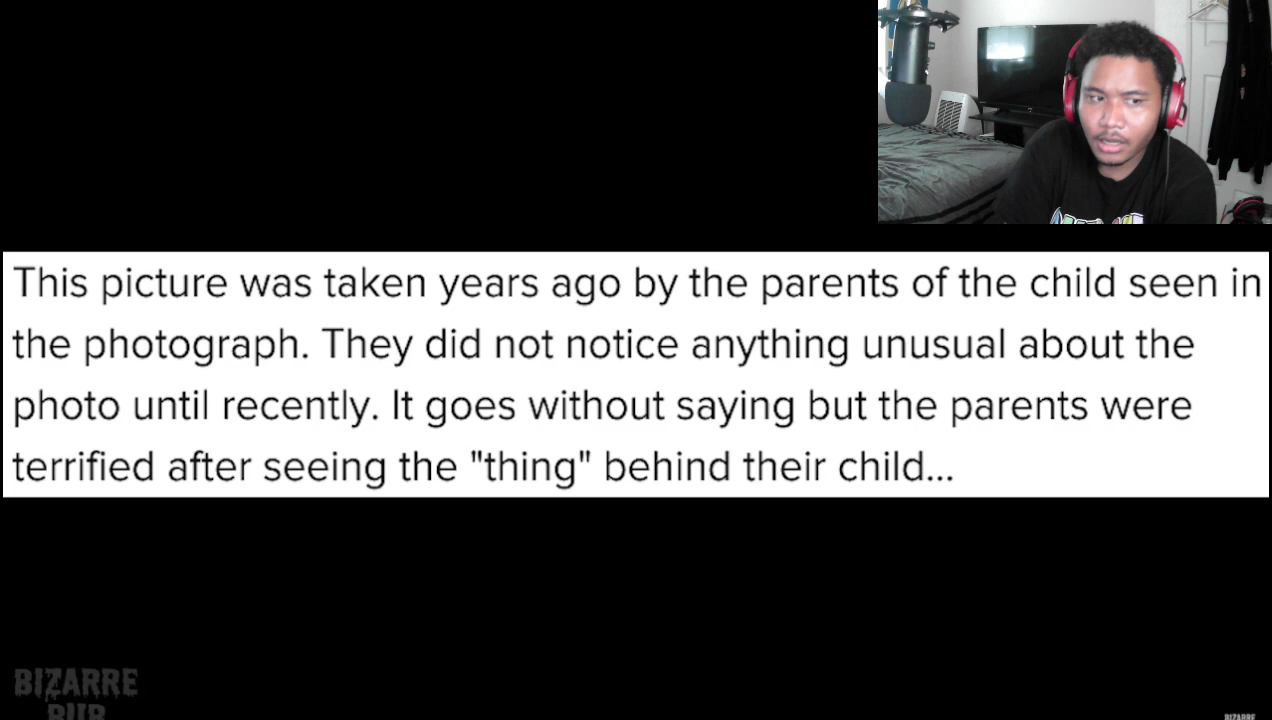 This picture was taken years ago by the parents of the child seen in
the photograph. They did not notice anything unusual about the
photo until recently. It goes without saying but the parents were
terrified after seeing the "thing" behind their child...
BIZARRE
BUB
BIZARRE